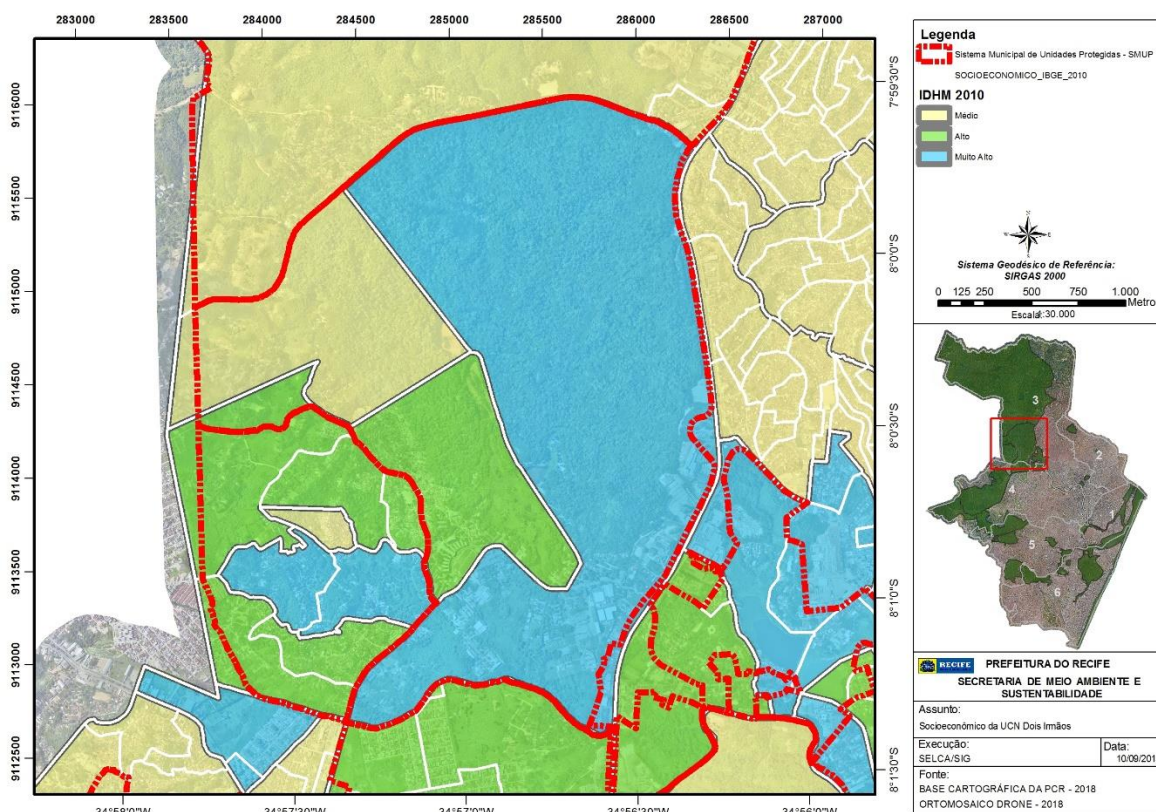 283000 283500 284000 284500 285000 285500 286000 286500 287000
9116000
9115500
9115000
9114500
9114000
9113500
9113000
9112500
7°59'30"S
8°0'0"S
8°0'30"S
8°1'0"S
8°1'30"S
34°58'0"W 34°57'30"W 34°57'0"W 34°56'30"W 34°56'0"W
Legenda
Sistema Municipal de Unidades Protegidas - SMUP
SOCIOECONOMICO_IBGE_2010
IDHM 2010
Médio
Alto
Muito Alto
N
S
E
Sistema Geodésico de Referência:
SIRGAS 2000
0 125 250 500 750 1.000
Metro
Escala1:30.000
3
2
1
4
5
6
RECIFE
PREFEITURA DO RECIFE
SECRETARIA DE MEIO AMBIENTE E
SUSTENTABILIDADE
Assunto:
Socioeconômico da UCN Dois Irmãos
Execução:
SELCA/SIG
Data:
10/09/201
Fonte:
BASE CARTOGRÁFICA DA PCR - 2018
ORTOMOSAICO DRONE - 2018